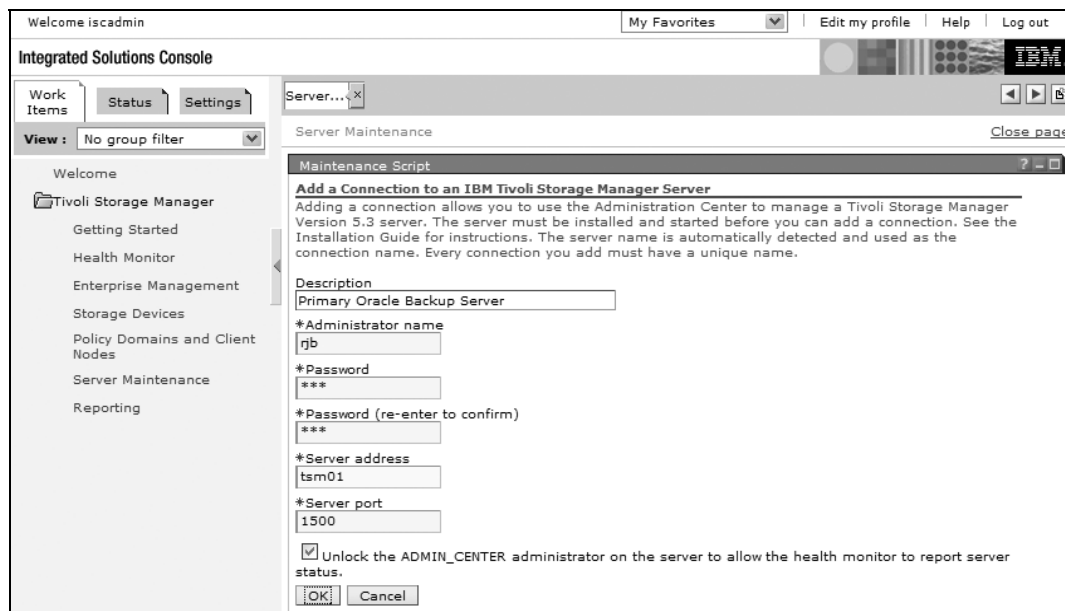 Welcome iscadmin
My Favorites
Edit my profile
Help
Log out
Integrated Solutions Console
IBM
Work Items
Status
Settings
View : No group filter
Welcome
Tivoli Storage Manager
Getting Started
Health Monitor
Enterprise Management
Storage Devices
Policy Domains and Client
Nodes
Server Maintenance
Reporting
Server...
Server Maintenance
Close page
Maintenance Script
Add a Connection to an IBM Tivoli Storage Manager Server
Adding a connection allows you to use the Administration Center to manage a Tivoli Storage Manager
Version 5.3 server. The server must be installed and started before you can add a connection. See the
Installation Guide for instructions. The server name is automatically detected and used as the
connection name. Every connection you add must have a unique name.
Description
Primary Oracle Backup Server
*Administrator name
rjb
*Password
***
*Password (re-enter to confirm)
***
*Server address
tsm01
*Server port
1500
Unlock the ADMIN_CENTER administrator on the server to allow the health monitor to report server
status.
OK
Cancel